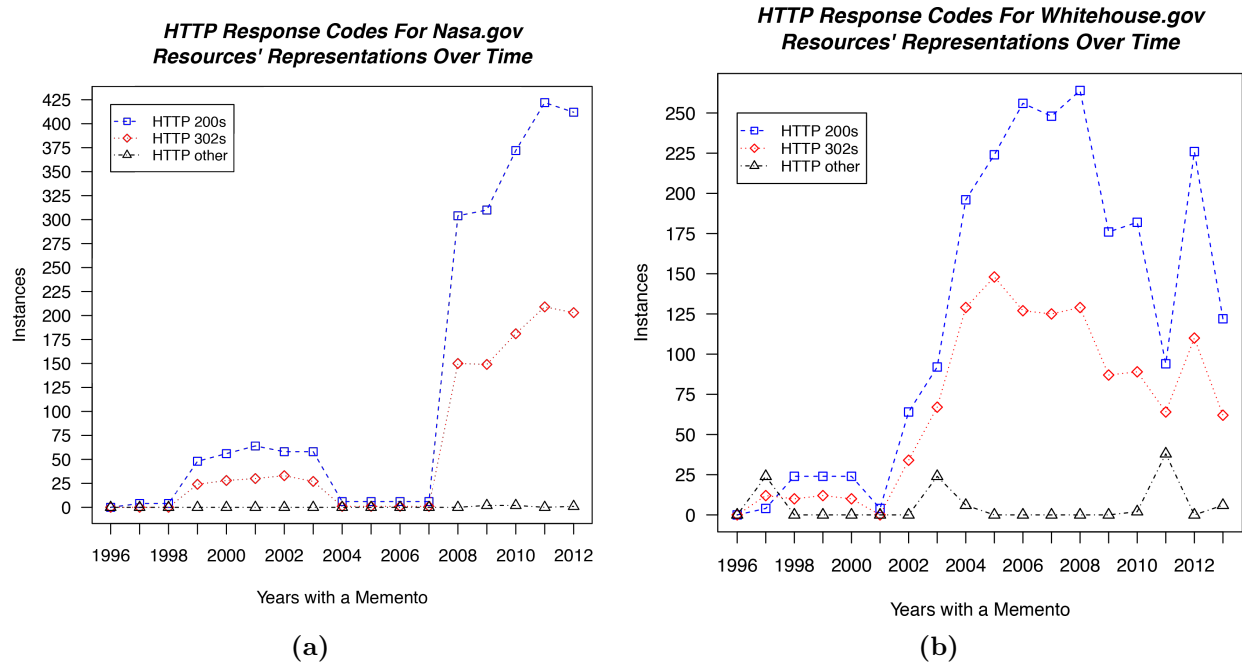 HTTP Response Codes For Nasa.gov
Resources' Representations Over Time
425
400
375
350
325
300
275
250
225
200
175
150
125
100
75
50
25
0
Instances
HTTP 200s
HTTP 302s
HTTP other
1996 1998 2000 2002 2004 2006 2008 2010 2012
Years with a Memento
(a)
HTTP Response Codes For Whitehouse.gov
Resources' Representations Over Time
250
225
200
175
150
125
100
75
50
25
0
Instances
HTTP 200s
HTTP 302s
HTTP other
1996 1998 2000 2002 2004 2006 2008 2010 2012
Years with a Memento
(b)